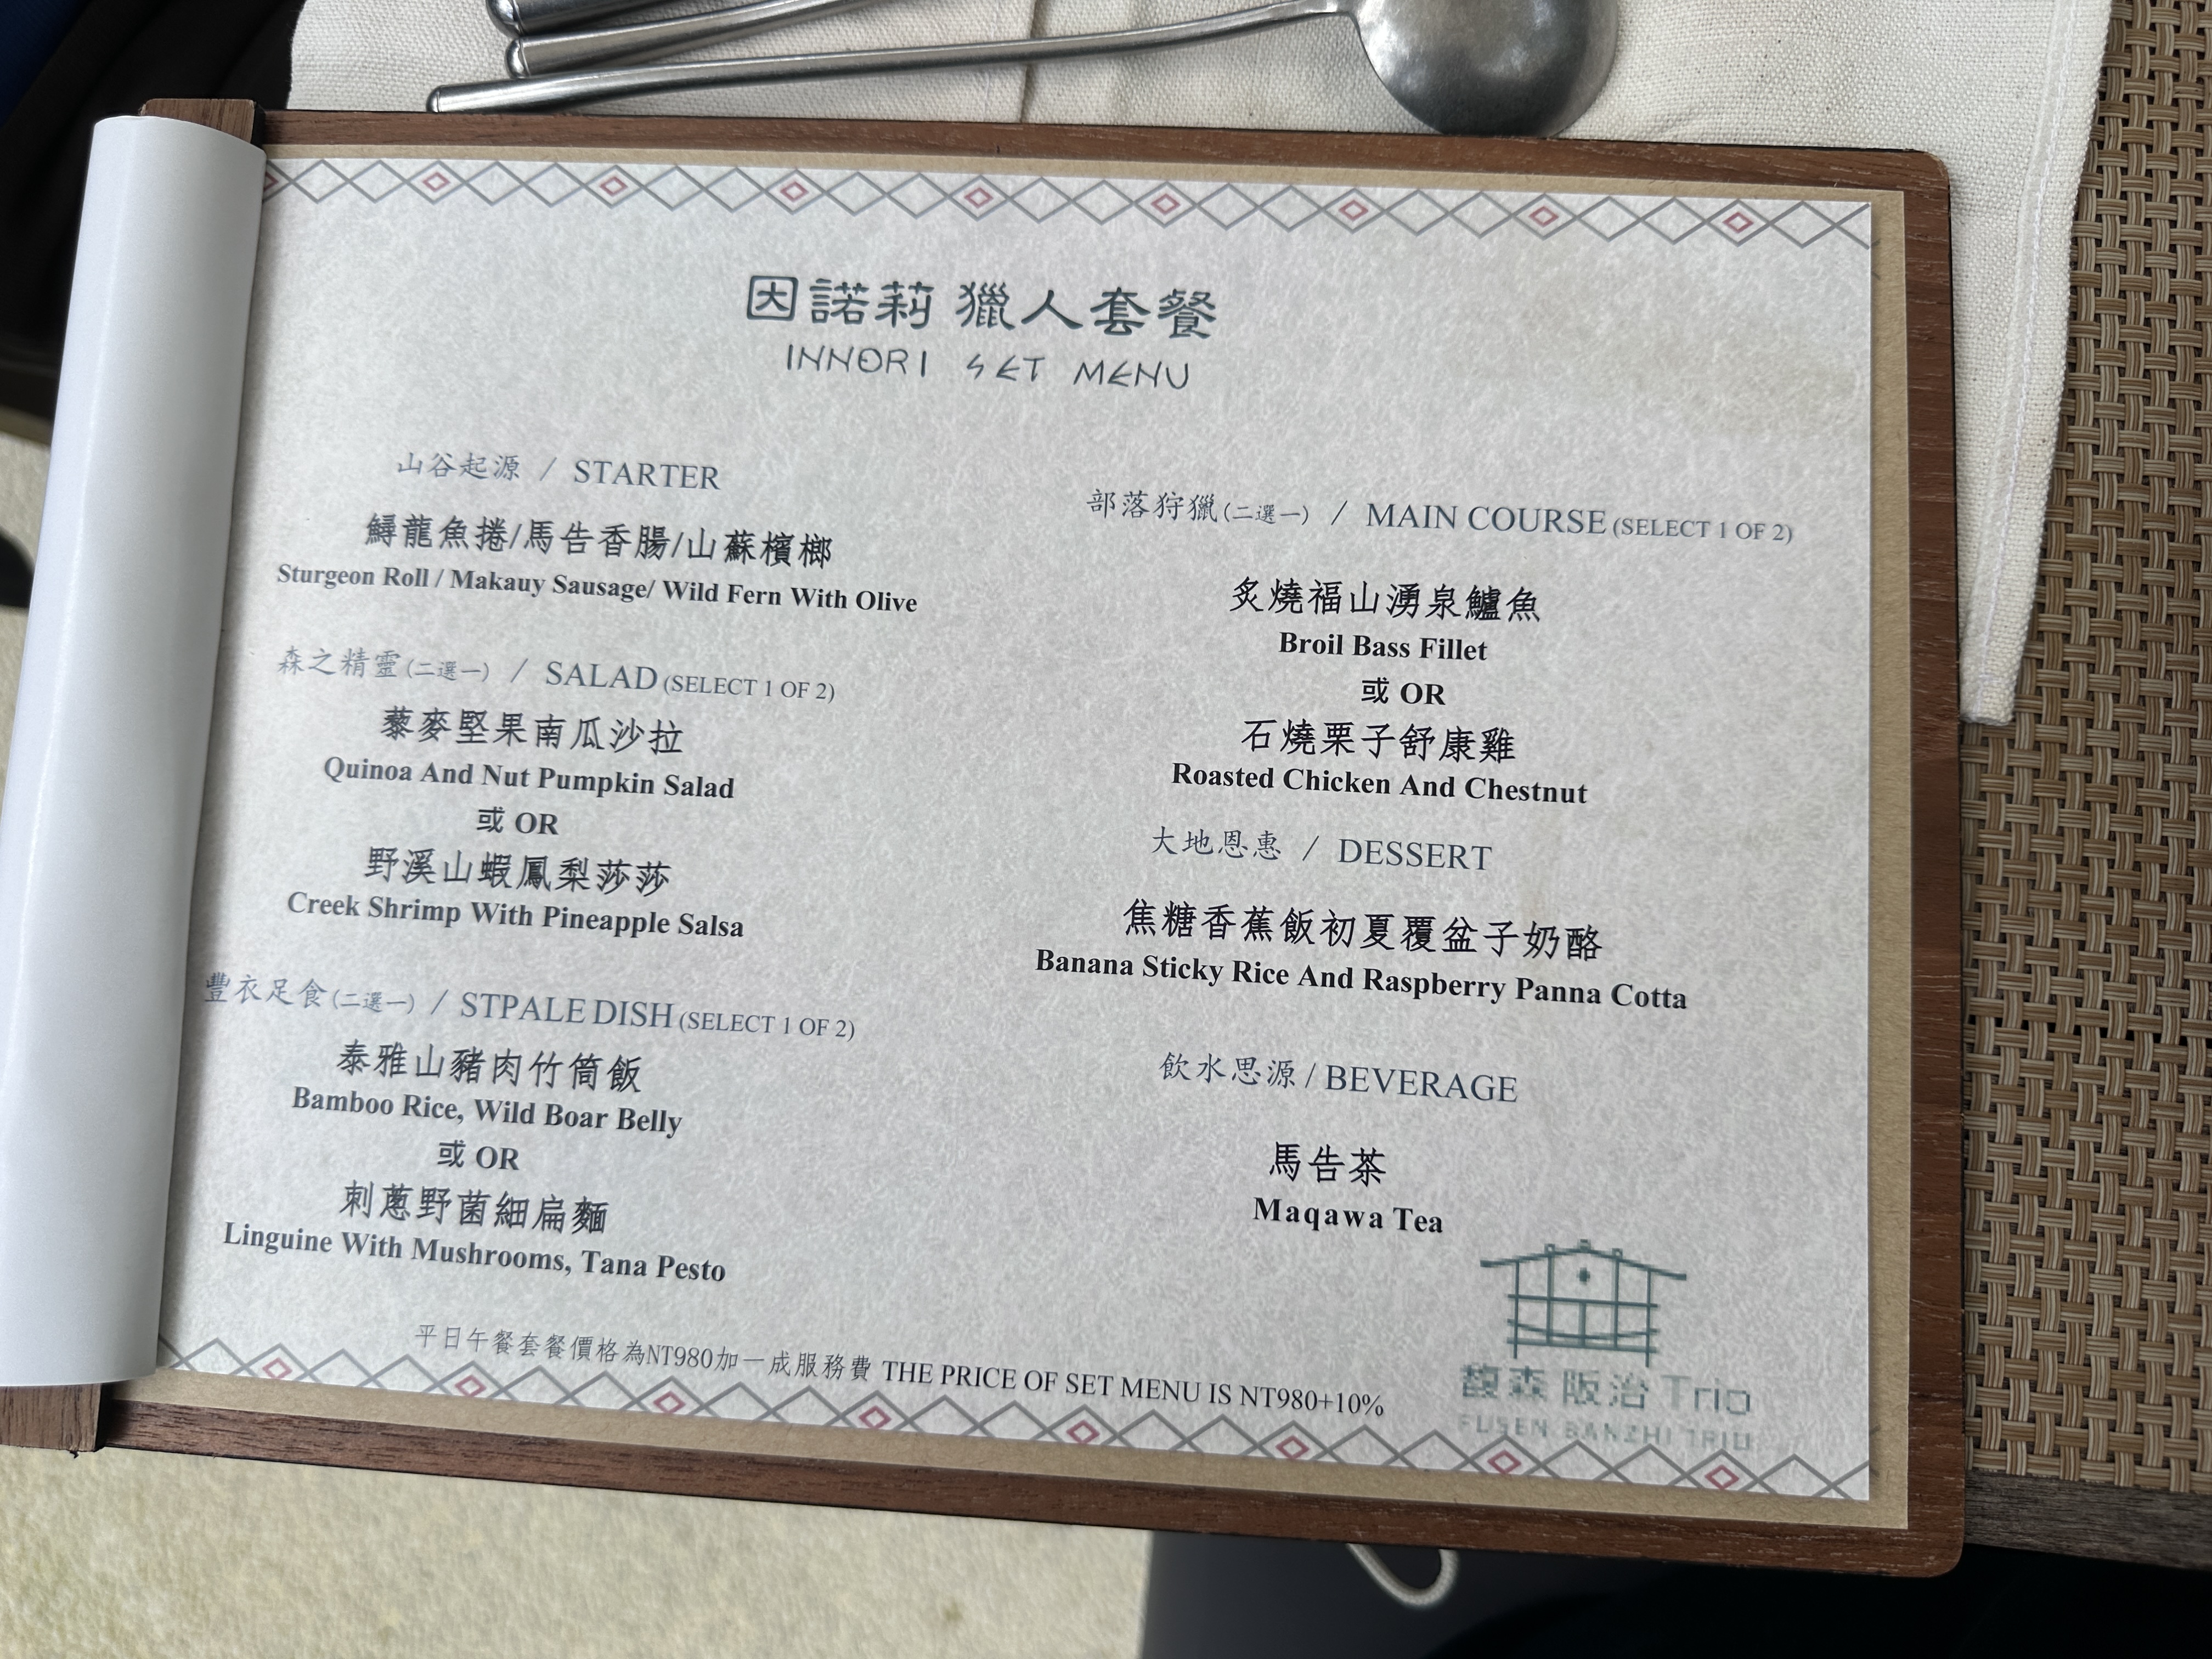 因諾莉 獵人套餐
INNORI SET MENU
山谷起源 / STARTER
鱘龍魚捲/馬告香腸/山蘇檳榔
Sturgeon Roll / Makauy Sausage/ Wild Fern With Olive
森之精靈(二選一) / SALAD (SELECT 1 OF 2)
藜麥堅果南瓜沙拉
Quinoa And Nut Pumpkin Salad
或 OR
野溪山蝦鳳梨莎莎
Creek Shrimp With Pineapple Salsa
豐衣足食(二選一) / STPALE DISH (SELECT 1 OF 2)
泰雅山豬肉竹筒飯
Bamboo Rice, Wild Boar Belly
或 OR
刺蔥野菌細扁麵
Linguine With Mushrooms, Tana Pesto
部落狩獵(二選一) / MAIN COURSE (SELECT 1 OF 2)
炙燒福山湧泉鱸魚
Broil Bass Fillet
或 OR
石燒栗子舒康雞
Roasted Chicken And Chestnut
大地恩惠 / DESSERT
焦糖香蕉飯初夏覆盆子奶酪
Banana Sticky Rice And Raspberry Panna Cotta
飲水思源 / BEVERAGE
馬告茶
Maqawa Tea
平日午餐套餐價格為NT980加一成服務費 THE PRICE OF SET MENU IS NT980+10%
馥森 阪治 Trio
FUSEN BANZHI TRIO